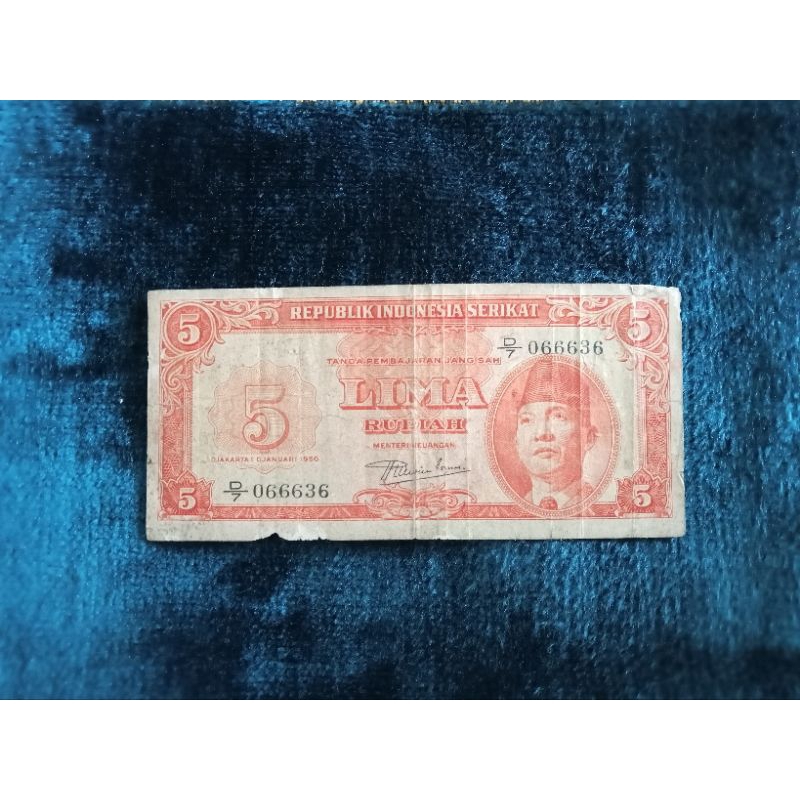 REPUBLIK INDONESIA SERIKAT
5
5
D/7 066636
TANDA PEMBAJARAN JANG SAH
LIMA
RUPIAH
5
MENTERI KEUANGAN
DJAKARTA 1 DJANUARI 1950
D/7 066636
5
5